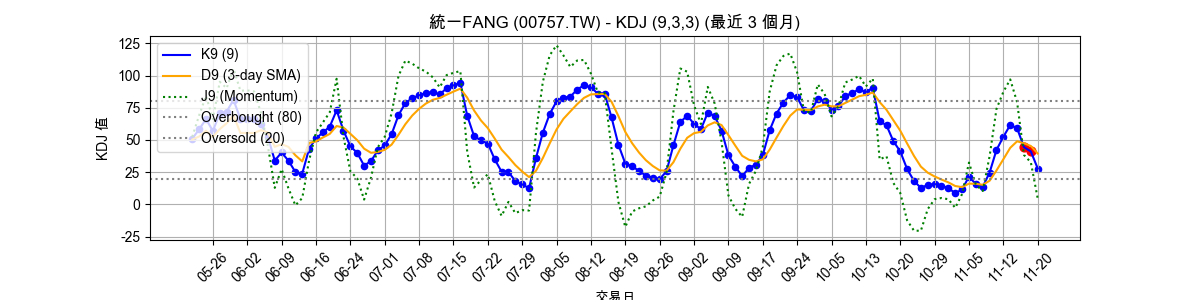 統一FANG (00757.TW) - KDJ (9,3,3) (最近 3 個月)
K9 (9)
D9 (3-day SMA)
J9 (Momentum)
Overbought (80)
Oversold (20)
KDJ 值
125
100
75
50
25
0
-25
05-26 06-02 06-09 06-16 06-24 07-01 07-08 07-15 07-22 07-29 08-05 08-12 08-19 08-26 09-02 09-09 09-17 09-24 10-05 10-13 10-20 10-29 11-05 11-12 11-20
交易日